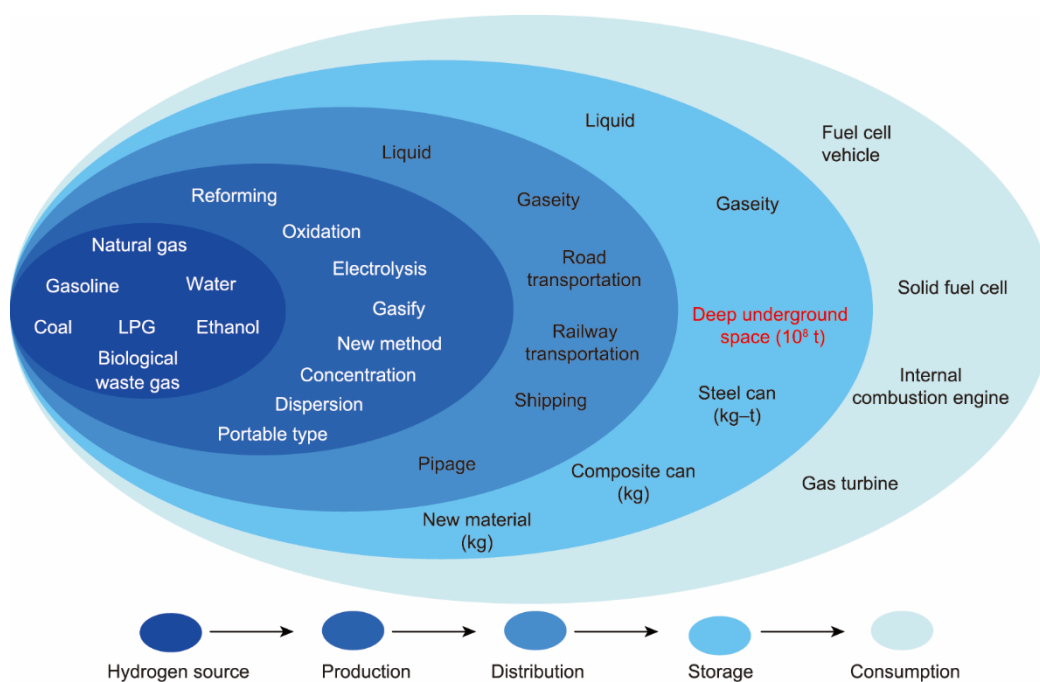 Liquid
Fuel cell
vehicle
Liquid
Reforming
Gaseity
Gaseity
Oxidation
Natural gas
Electrolysis
Road
transportation
Gasoline
Water
Solid fuel cell
Gasify
Deep underground
space (10⁸ t)
Coal
LPG
Ethanol
New method
Railway
transportation
Biological
waste gas
Concentration
Internal
combustion engine
Steel can
(kg–t)
Dispersion
Shipping
Portable type
Pipage
Composite can
(kg)
Gas turbine
New material
(kg)
Hydrogen source
Production
Distribution
Storage
Consumption